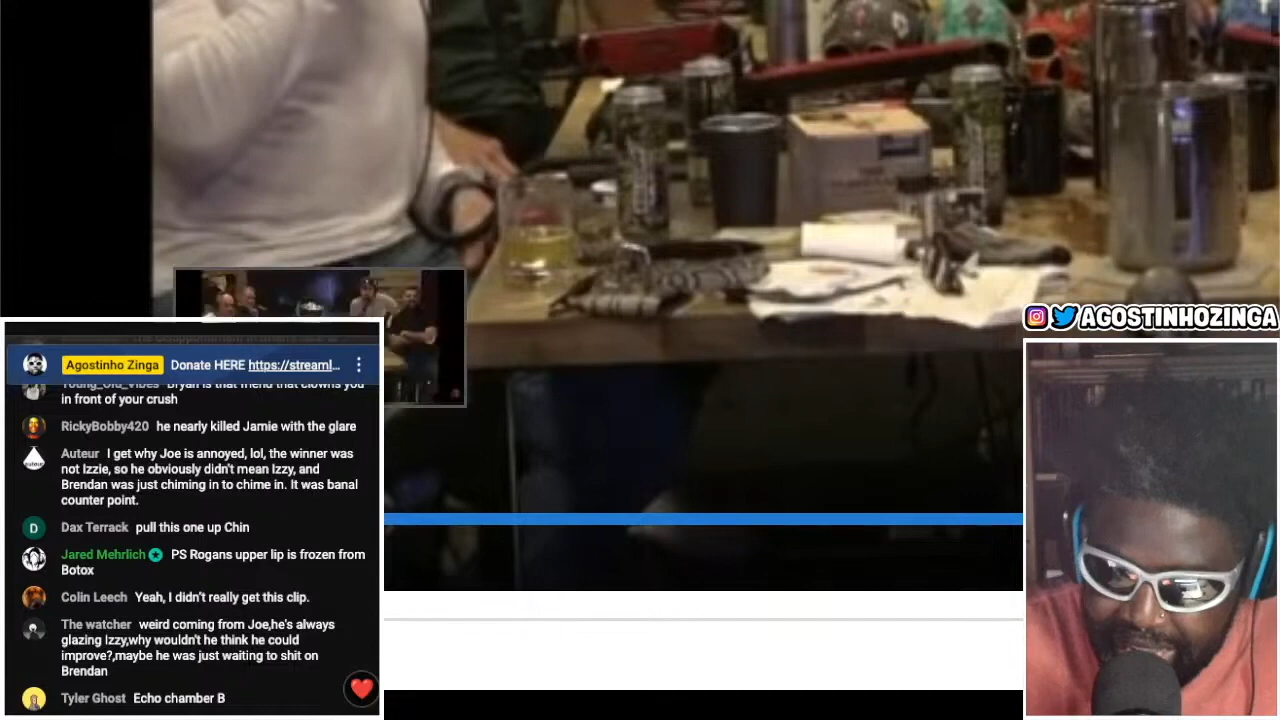 AGOSTINHOZINGA
Agostinho Zinga Donate HERE https://streaml...
Young_Old_Vibes Bryan is that friend that clowns you
in front of your crush
RickyBobby420 he nearly killed Jamie with the glare
Auteur I get why Joe is annoyed, lol, the winner was
not Izzie, so he obviously didn't mean Izzy, and
Brendan was just chiming in to chime in. It was banal
counter point.
D Dax Terrack pull this one up Chin
Jared Mehrlich PS Rogans upper lip is frozen from
Botox
Colin Leech Yeah, I didn't really get this clip.
The watcher weird coming from Joe,he's always
glazing Izzy,why wouldn't he think he could
improve?,maybe he was just waiting to shit on
Brendan
Tyler Ghost Echo chamber B